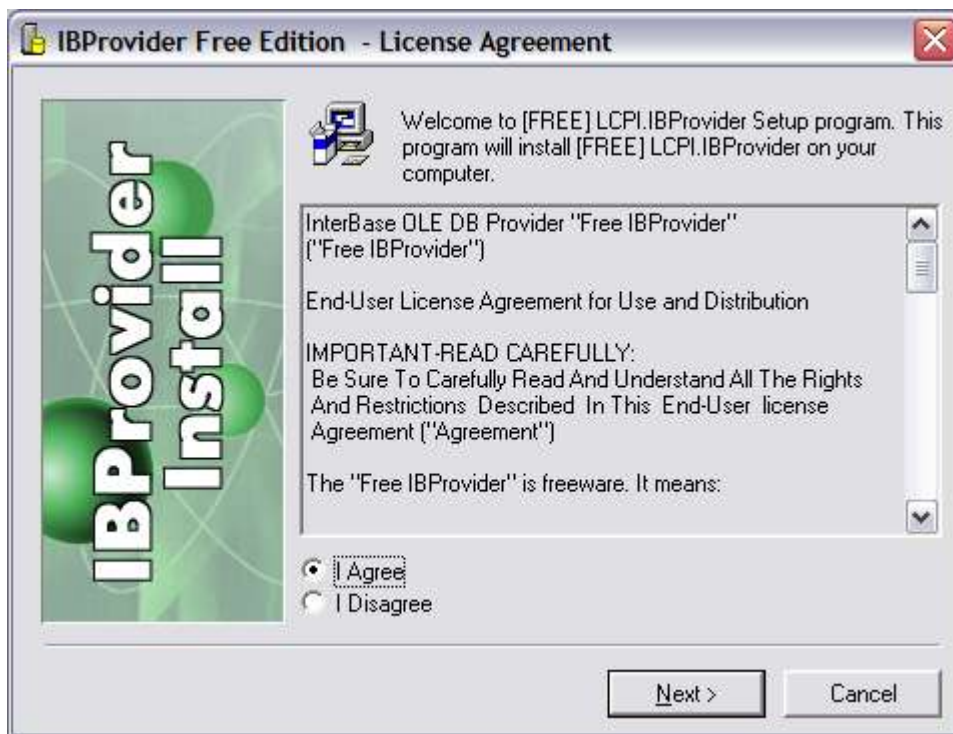 IBProvider Free Edition - License Agreement
IBProvider
Install
Welcome to [FREE] LCPI.IBProvider Setup program. This
program will install [FREE] LCPI.IBProvider on your
computer.
InterBase OLE DB Provider "Free IBProvider"
("Free IBProvider")
End-User License Agreement for Use and Distribution
IMPORTANT-READ CAREFULLY:
Be Sure To Carefully Read And Understand All The Rights
And Restrictions Described In This End-User license
Agreement ("Agreement")
The "Free IBProvider" is freeware. It means:
I Agree
I Disagree
Next >
Cancel